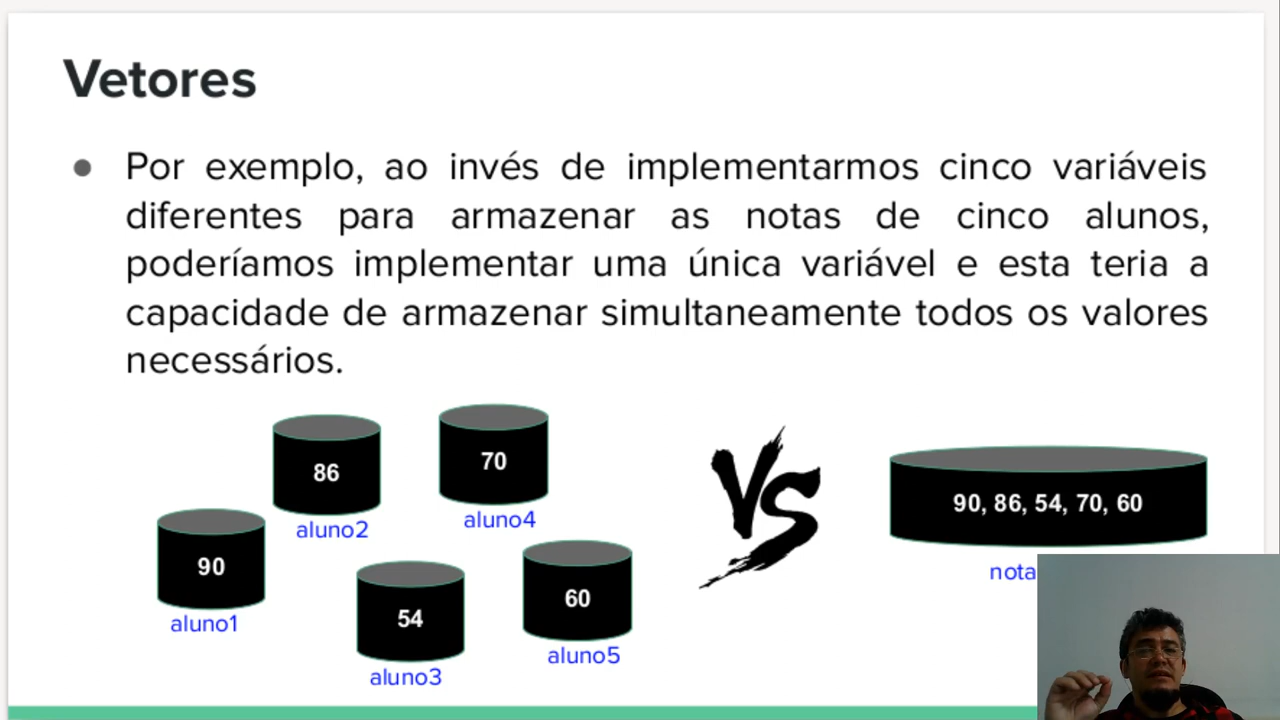 Vetores
Por exemplo, ao invés de implementarmos cinco variáveis
diferentes para armazenar as notas de cinco alunos,
poderíamos implementar uma única variável e esta teria a
capacidade de armazenar simultaneamente todos os valores
necessários.
86
aluno2
70
aluno4
90
aluno1
54
aluno3
60
aluno5
VS
90, 86, 54, 70, 60